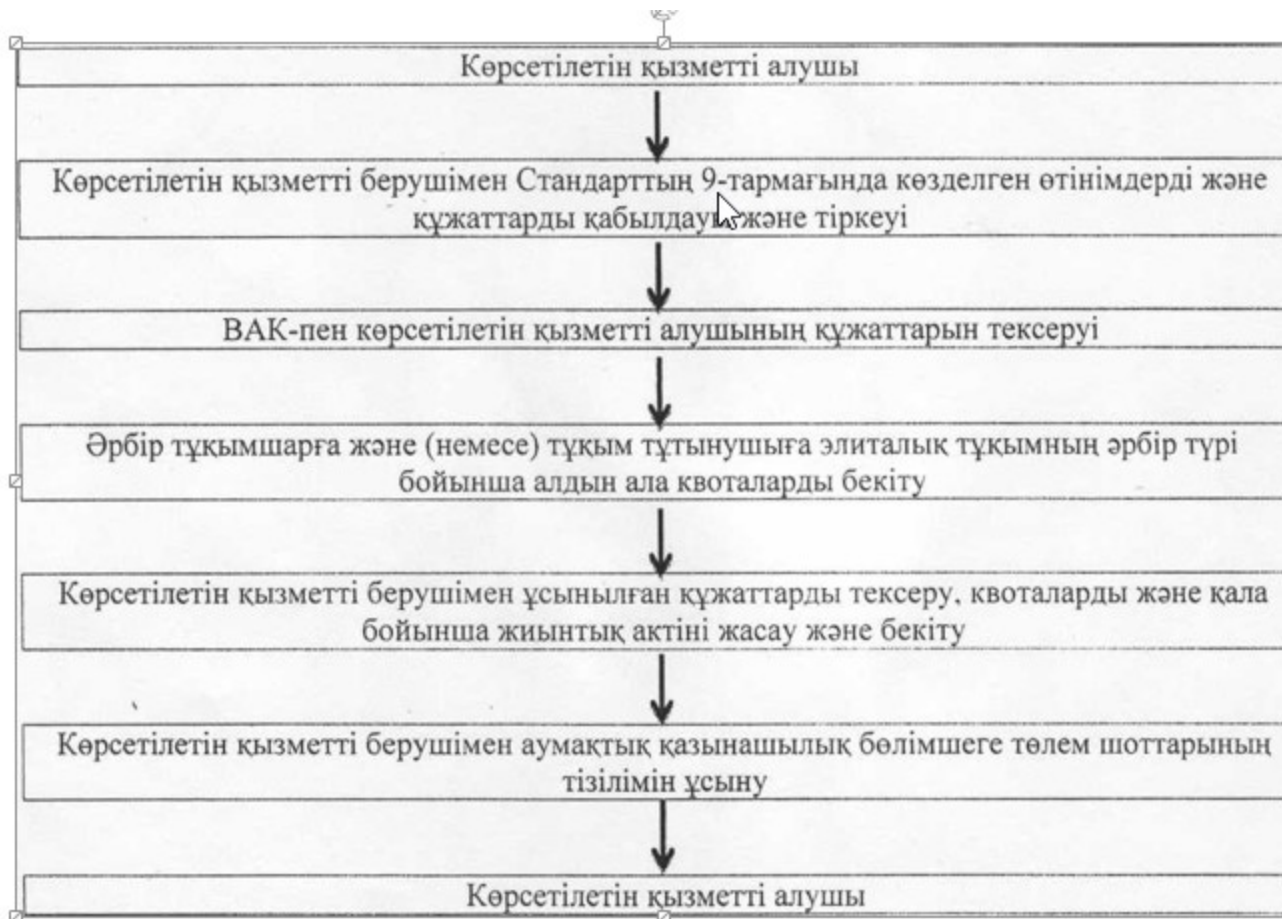 Көрсетілетін қызметті алушы
Көрсетілетін қызметті берушімен Стандарттың 9-тармағында көзделген өтінімдерді және
құжаттарды қабылдауы және тіркеуі
ВАК-пен көрсетілетін қызметті алушының құжаттарын тексеруі
Әрбір тұқымшарға және (немесе) тұқым тұтынушыға элиталық тұқымның әрбір түрі
бойынша алдын ала квоталарды бекіту
Көрсетілетін қызметті берушімен ұсынылған құжаттарды тексеру, квоталарды және қала
бойынша жиынтық актіні жасау және бекіту
Көрсетілетін қызметті берушімен аумақтық қазынашылық бөлімшеге төлем шоттарының
тізілімін ұсыну
Көрсетілетін қызметті алушы